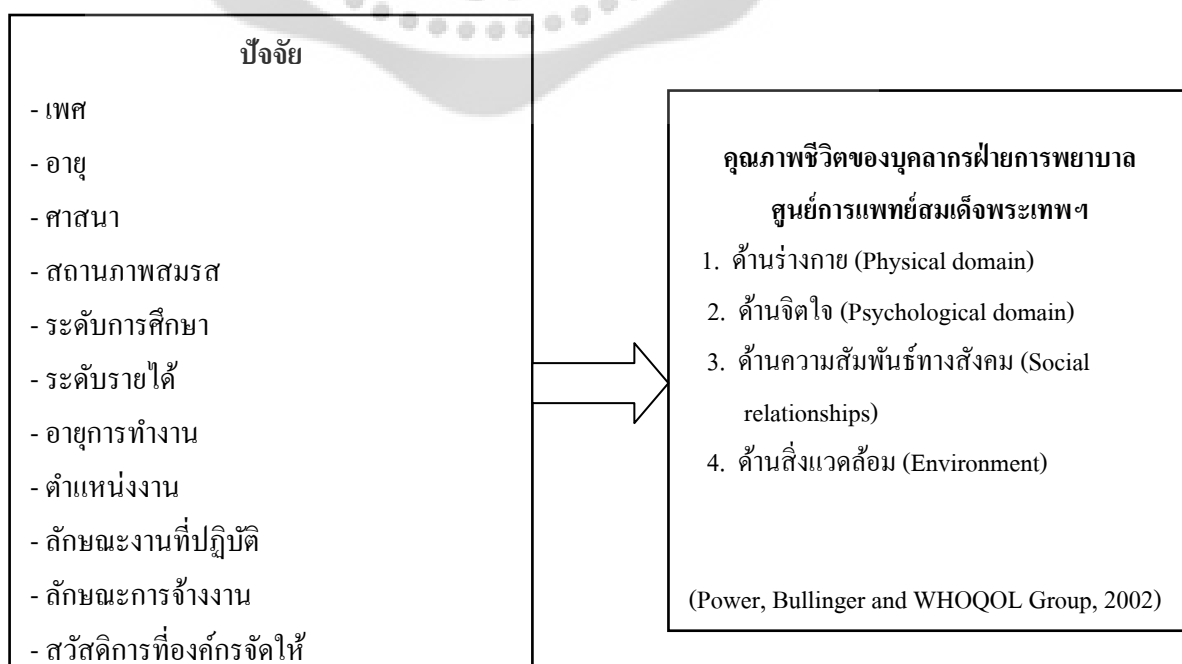 ปัจจัย
- เพศ
- อายุ
- ศาสนา
- สถานภาพสมรส
- ระดับการศึกษา
- ระดับรายได้
- อายุการทำงาน
- ตำแหน่งงาน
- ลักษณะงานที่ปฏิบัติ
- ลักษณะการจ้างงาน
- สวัสดิการที่องค์กรจัดให้
คุณภาพชีวิตของบุคลากรฝ่ายการพยาบาล
ศูนย์การแพทย์สมเด็จพระเทพฯ
1. ด้านร่างกาย (Physical domain)
2. ด้านจิตใจ (Psychological domain)
3. ด้านความสัมพันธ์ทางสังคม (Social
relationships)
4. ด้านสิ่งแวดล้อม (Environment)
(Power, Bullinger and WHOQOL Group, 2002)